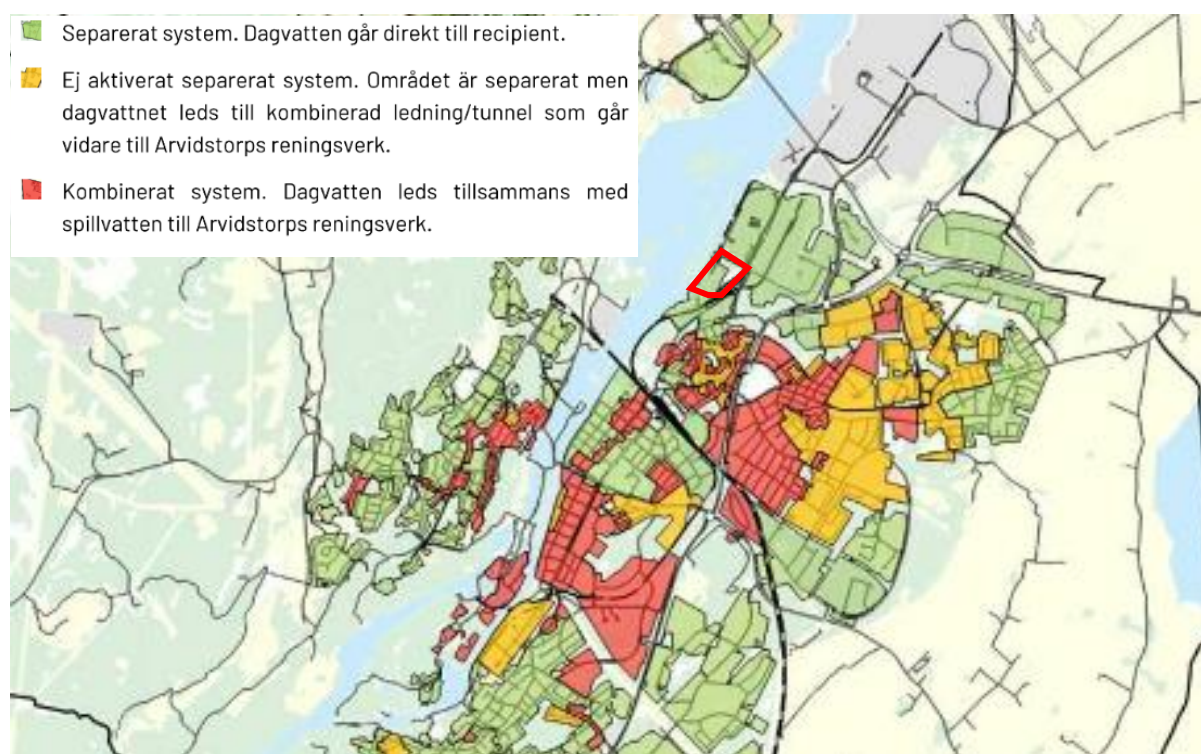 Separerat system. Dagvatten går direkt till recipient.
Ej aktiverat separerat system. Området är separerat men
dagvattnet leds till kombinerad ledning/tunnel som går
vidare till Arvidstorps reningsverk.
Kombinerat system. Dagvatten leds tillsammans med
spillvatten till Arvidstorps reningsverk.